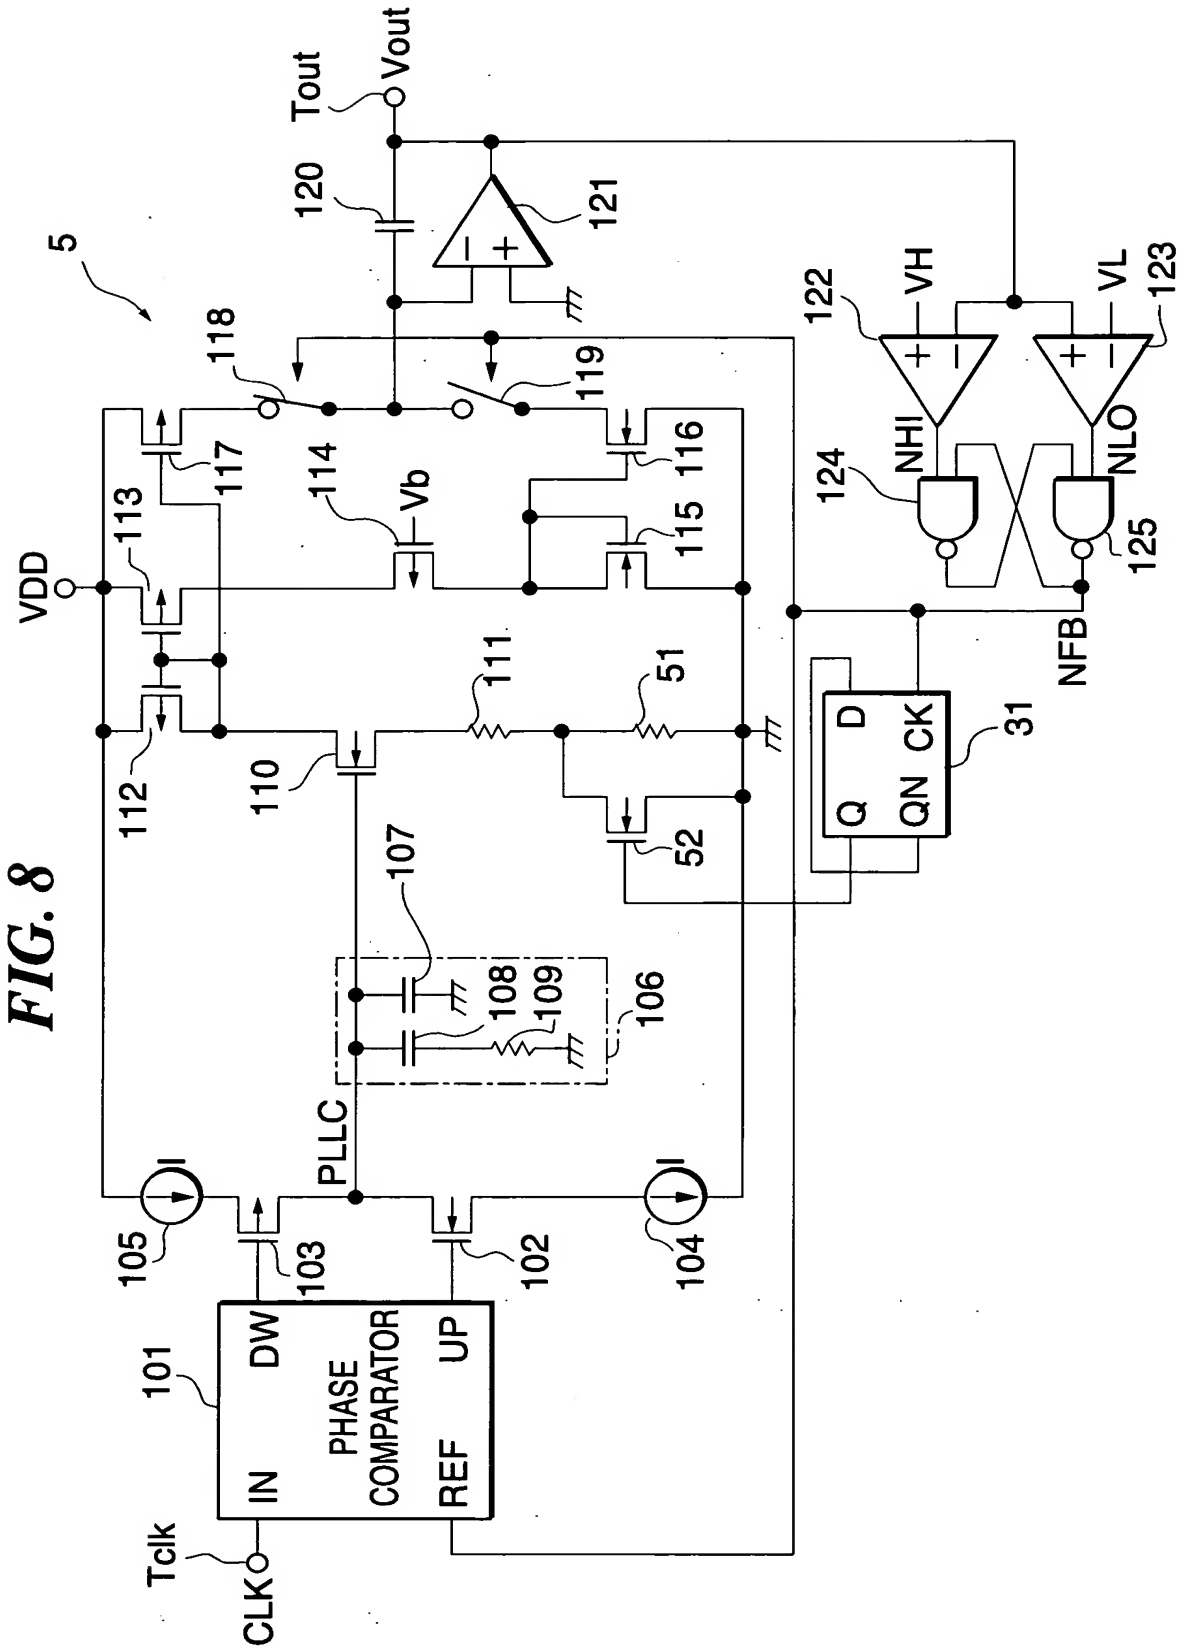 FIG. 8
5
VDD
Tout
Vout
120
121
118
119
117
116
113
114
Vb
115
112
110
111
51
52
107
108
109
106
PLLC
105
I
103
102
104
I
101
IN
DW
PHASE
COMPARATOR
REF
UP
Tclk
CLK
Q
D
QN
CK
31
NFB
124
125
NHI
NLO
122
VH
+
−
+
−
VL
123
−
+